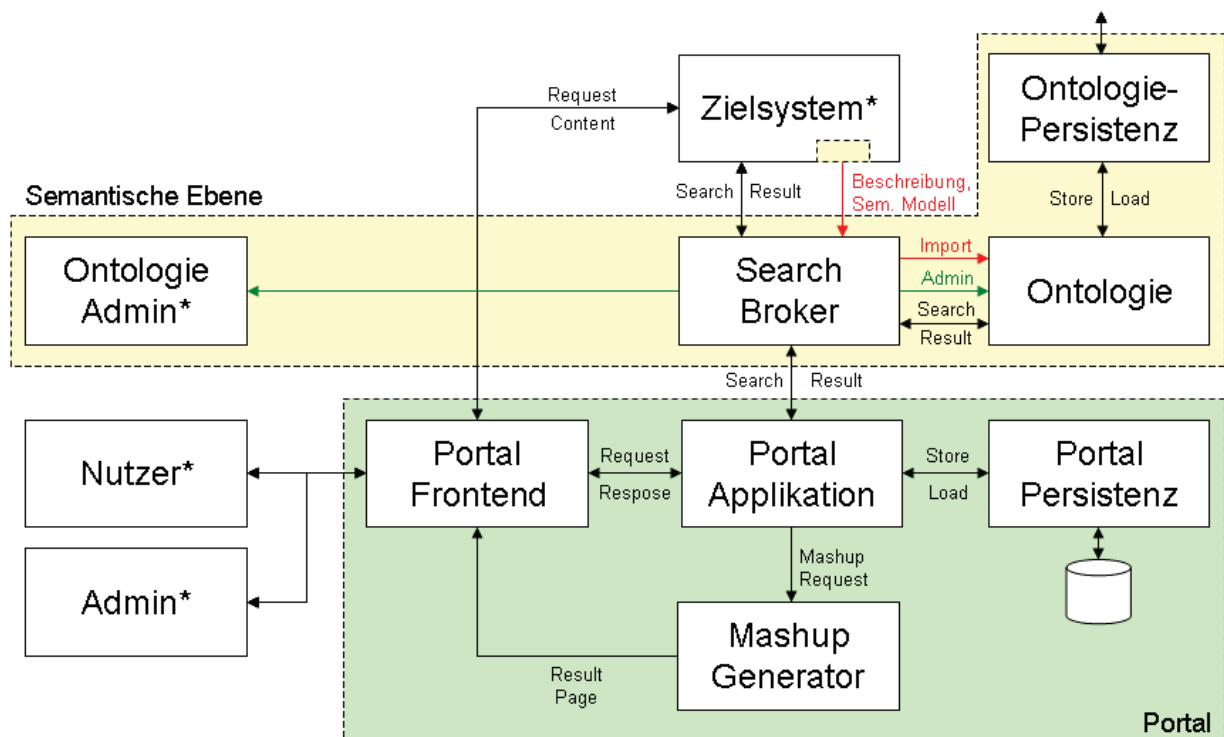 Zielsystem*
Ontologie-
Persistenz
Request
Content
Search
Result
Beschreibung,
Sem. Modell
Store
Load
Semantische Ebene
Ontologie
Admin*
Search
Broker
Import
Admin
Search
Result
Ontologie
Search
Result
Nutzer*
Admin*
Portal
Frontend
Request
Respose
Portal
Applikation
Store
Load
Portal
Persistenz
Mashup
Request
Mashup
Generator
Result
Page
Portal